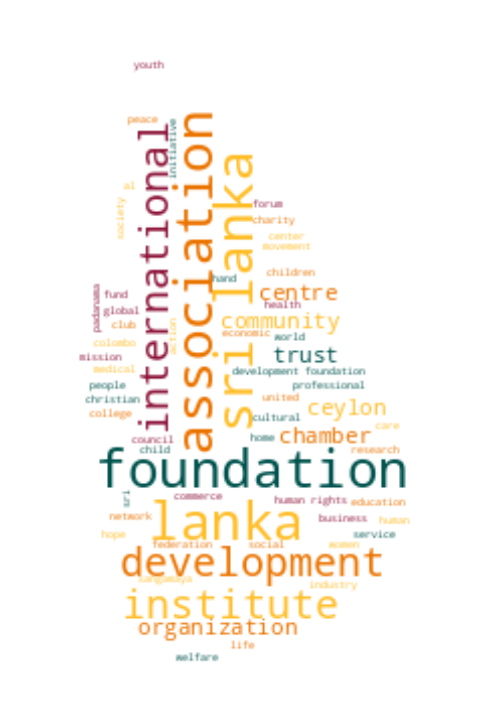 youth
peace
initiative
international
association
sri lanka
al
society
forum
charity
center
movement
hand
children
centre
health
padanama
fund
global
club
action
community
economic
world
colombo
mission
medical
trust
development foundation
people
professional
christian
united
ceylon
college
cultural
care
council
home
chamber
child
research
foundation
sri
commerce
human rights
education
network
lanka
business
human
hope
service
federation
social
women
development
sangamaya
industry
institute
organization
life
welfare